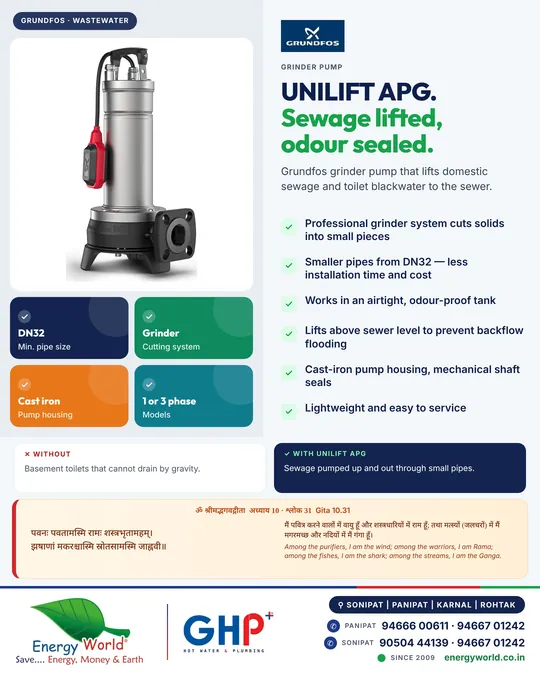 GRUNDFOS · WASTEWATER
GRUNDFOS
GRINDER PUMP
UNILIFT APG.
Sewage lifted,
odour sealed.
Grundfos grinder pump that lifts domestic
sewage and toilet blackwater to the sewer.
Professional grinder system cuts solids
into small pieces
Smaller pipes from DN32 — less
installation time and cost
Works in an airtight, odour-proof tank
Lifts above sewer level to prevent backflow
flooding
Cast-iron pump housing, mechanical shaft
seals
Lightweight and easy to service
DN32
Min. pipe size
Grinder
Cutting system
Cast iron
Pump housing
1 or 3 phase
Models
✕ WITHOUT
Basement toilets that cannot drain by gravity.
✓ WITH UNILIFT APG
Sewage pumped up and out through small pipes.
ॐ श्रीमद्भगवद्गीता अध्याय 10 · श्लोक 31 Gita 10.31
पवनः पवतामस्मि रामः शस्त्रभृतामहम्।
झषाणां मकरश्चास्मि स्रोतसामस्मि जाह्नवी॥
मैं पवित्र करने वालों में वायु हूँ और शस्त्रधारियों में राम हूँ; तथा मत्स्यों (जलचरों) में मैं
मगरमच्छ और नदियों में मैं गंगा हूँ।
Among the purifiers, I am the wind; among the warriors, I am Rama;
among the fishes, I am the shark; among the streams, I am the Ganga.
Energy World
Save.... Energy, Money & Earth
GHP+
HOT WATER & PLUMBING
SONIPAT | PANIPAT | KARNAL | ROHTAK
PANIPAT 94666 00611 · 94667 01242
SONIPAT 90504 44139 · 94667 01242
SINCE 2009 energyworld.co.in